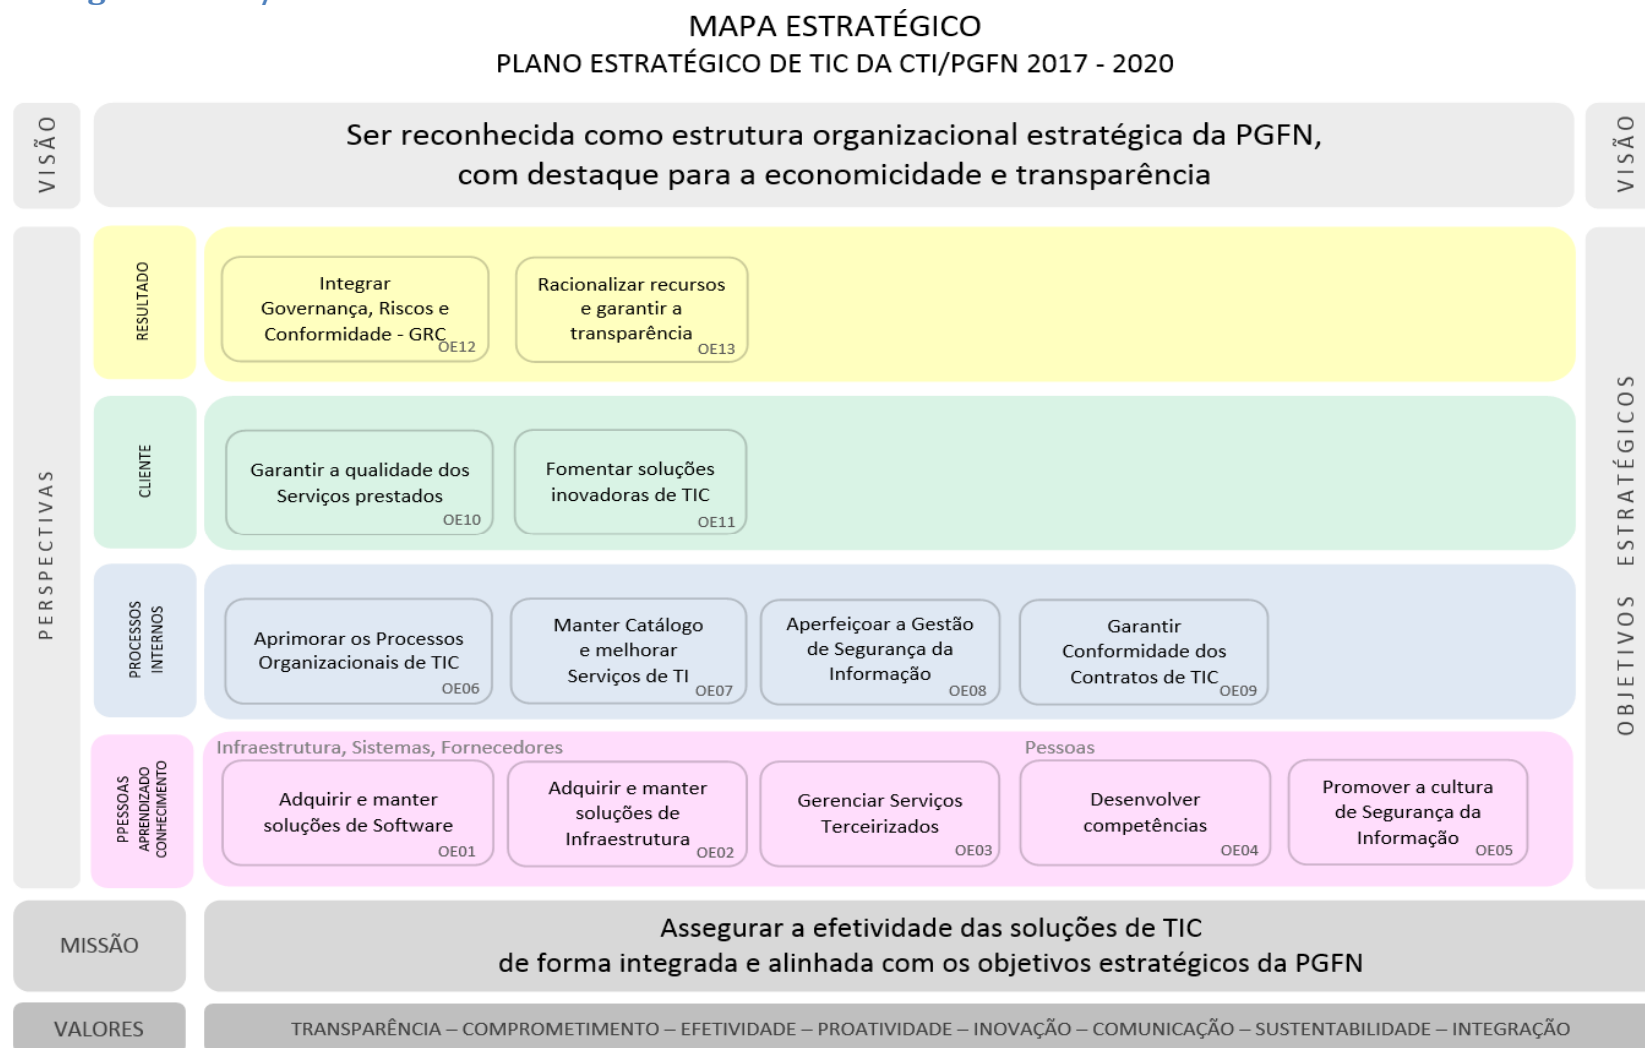 MAPA ESTRATÉGICO
PLANO ESTRATÉGICO DE TIC DA CTI/PGFN 2017 - 2020
VISÃO
Ser reconhecida como estrutura organizacional estratégica da PGFN,
com destaque para a economicidade e transparência
VISÃO
PERSPECTIVAS
OBJETIVOS ESTRATÉGICOS
RESULTADO
Integrar
Governança, Riscos e
Conformidade - GRC
OE12
Racionalizar recursos
e garantir a
transparência
OE13
CLIENTE
Garantir a qualidade dos
Serviços prestados
OE10
Fomentar soluções
inovadoras de TIC
OE11
PROCESSOS
INTERNOS
Aprimorar os Processos
Organizacionais de TIC
OE06
Manter Catálogo
e melhorar
Serviços de TI
OE07
Aperfeiçoar a Gestão
de Segurança da
Informação
OE08
Garantir
Conformidade dos
Contratos de TIC
OE09
PPESSOAS
APRENDIZADO
CONHECIMENTO
Infraestrutura, Sistemas, Fornecedores
Adquirir e manter
soluções de Software
OE01
Adquirir e manter
soluções de
Infraestrutura
OE02
Gerenciar Serviços
Terceirizados
OE03
Pessoas
Desenvolver
competências
OE04
Promover a cultura
de Segurança da
Informação
OE05
MISSÃO
Assegurar a efetividade das soluções de TIC
de forma integrada e alinhada com os objetivos estratégicos da PGFN
VALORES
TRANSPARÊNCIA – COMPROMETIMENTO – EFETIVIDADE – PROATIVIDADE – INOVAÇÃO – COMUNICAÇÃO – SUSTENTABILIDADE – INTEGRAÇÃO